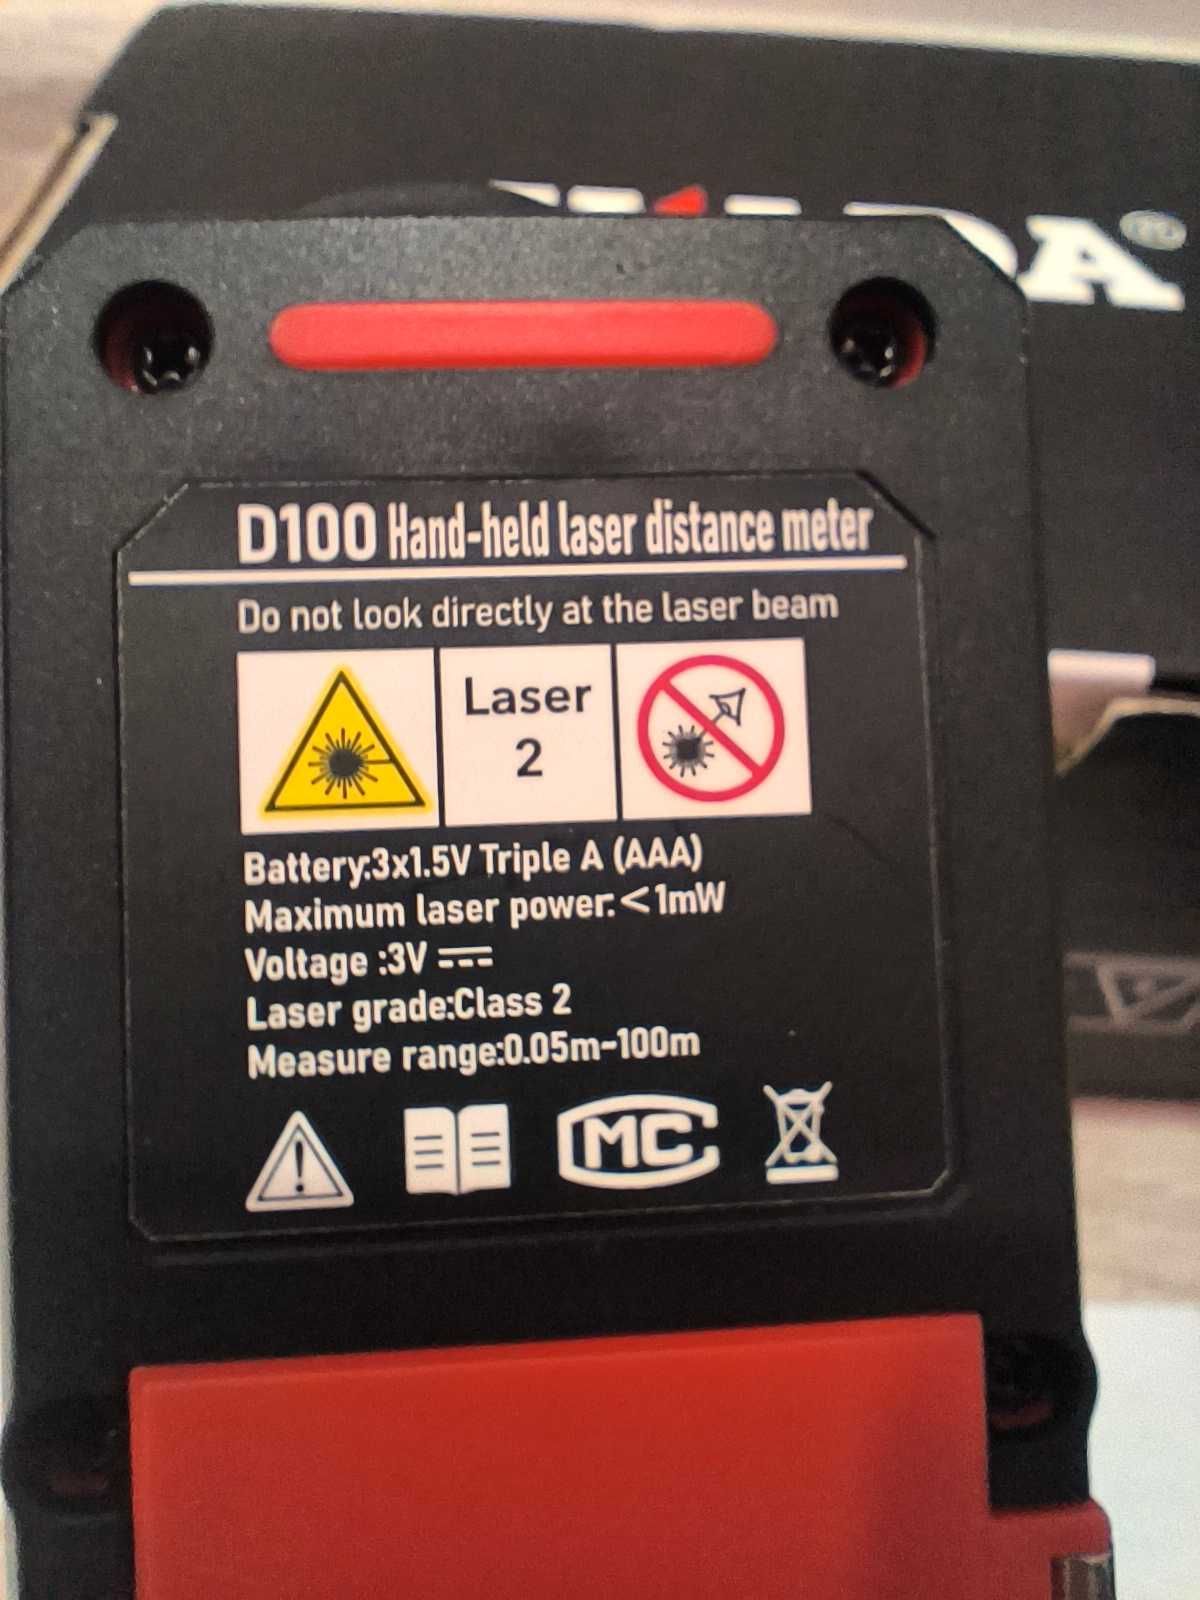 D100 Hand-held laser distance meter
Do not look directly at the laser beam
Laser
2
Battery:3x1.5V Triple A (AAA)
Maximum laser power:<1mW
Voltage :3V
Laser grade:Class 2
Measure range:0.05m-100m
MC